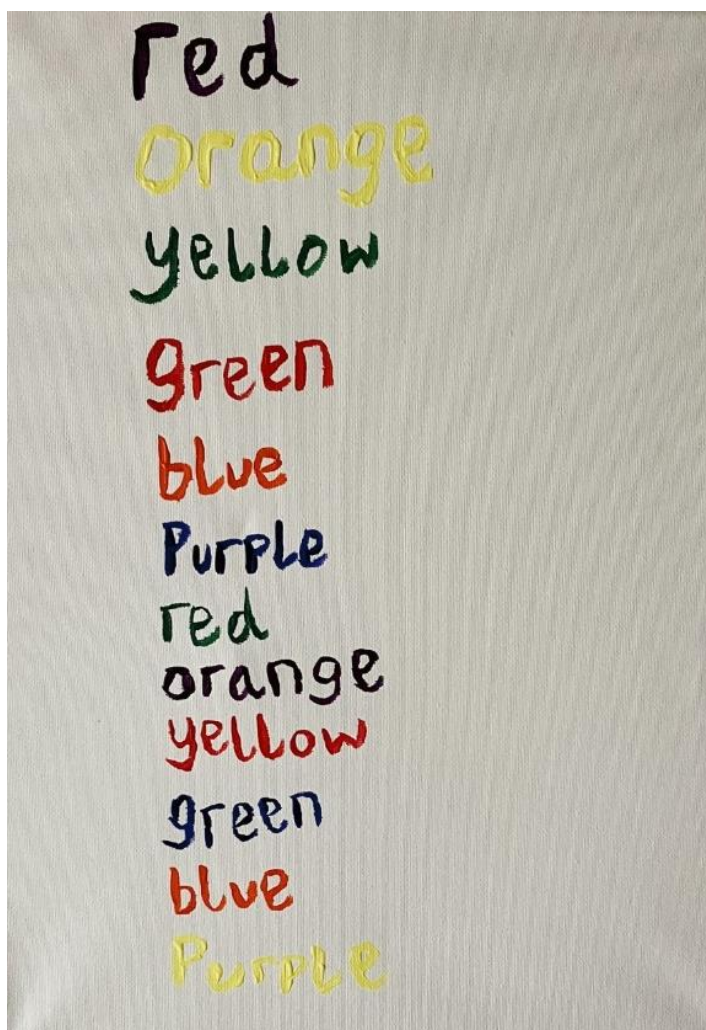 red
orange
yellow
green
blue
Purple
red
orange
yellow
green
blue
Purple